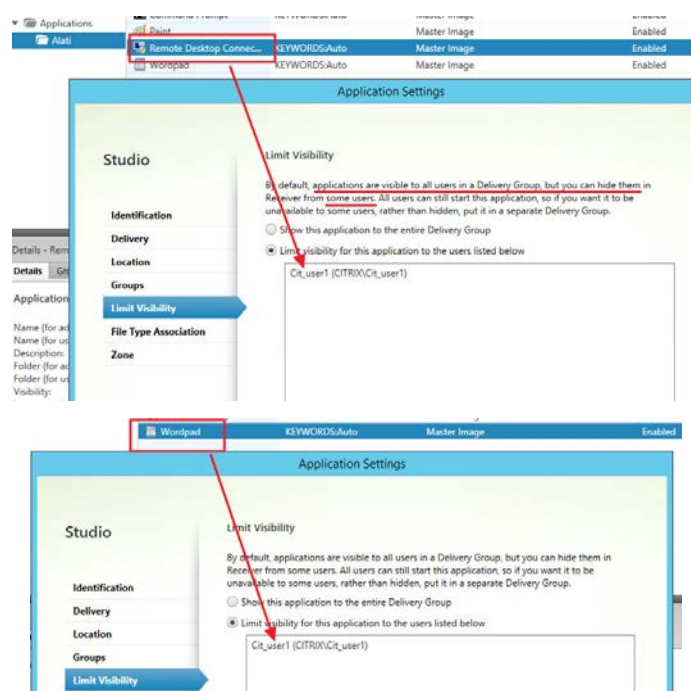 Applications
Paint Master Image Enabled
Alati
Remote Desktop Connec... KEYWORDS:Auto Master Image Enabled
Wordpad KEYWORDS:Auto Master Image Enabled
Application Settings
Studio
Limit Visibility
By default, applications are visible to all users in a Delivery Group, but you can hide them in
Receiver from some users. All users can still start this application, so if you want it to be
unavailable to some users, rather than hidden, put it in a separate Delivery Group.
Identification
Show this application to the entire Delivery Group
Delivery
Limit visibility for this application to the users listed below
Location
Cit_user1 (CITRIX\Cit_user1)
Groups
Limit Visibility
File Type Association
Zone
Details - Rem
Details
Application
Name (for ad
Name (for us
Description:
Folder (for ad
Folder (for us
Visibility:
Wordpad KEYWORDS:Auto Master Image Enabled
Application Settings
Studio
Limit Visibility
By default, applications are visible to all users in a Delivery Group, but you can hide them in
Receiver from some users. All users can still start this application, so if you want it to be
unavailable to some users, rather than hidden, put it in a separate Delivery Group.
Identification
Show this application to the entire Delivery Group
Delivery
Limit visibility for this application to the users listed below
Location
Cit_user1 (CITRIX\Cit_user1)
Groups
Limit Visibility